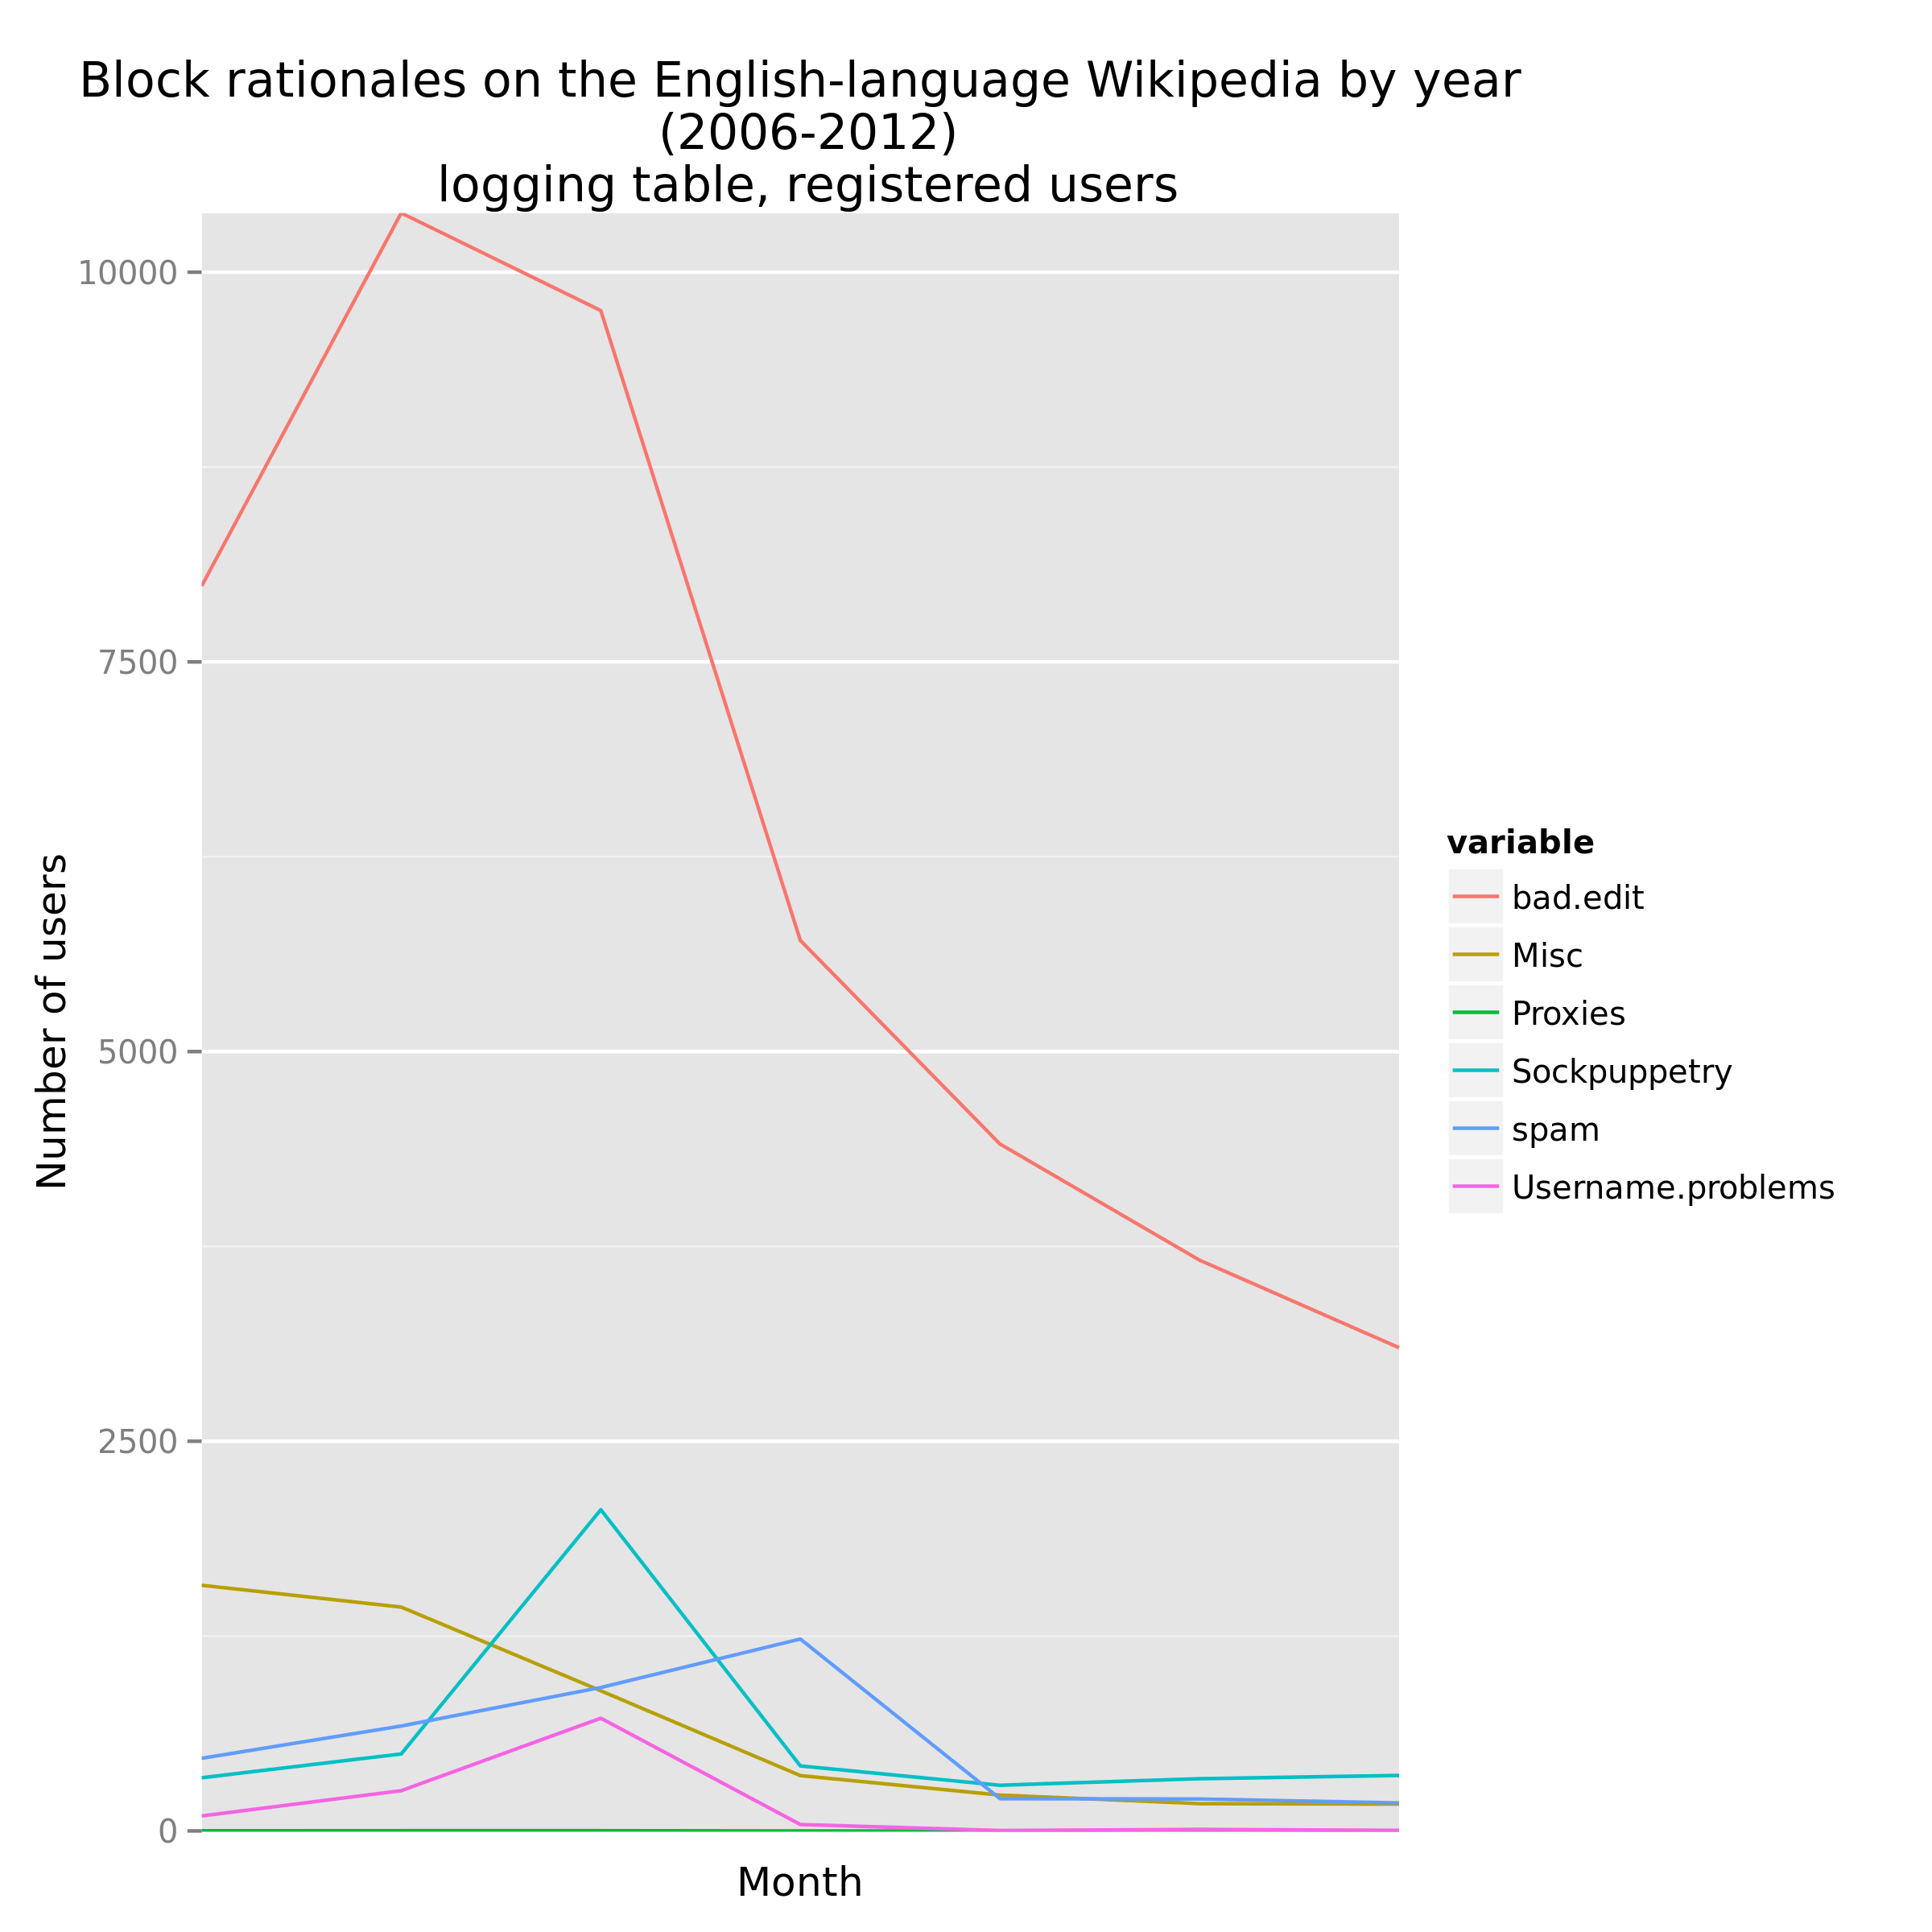 Block rationales on the English-language Wikipedia by year
(2006-2012)
logging table, registered users
10000
7500
5000
2500
0
Number of users
Month
variable
bad.edit
Misc
Proxies
Sockpuppetry
spam
Username.problems